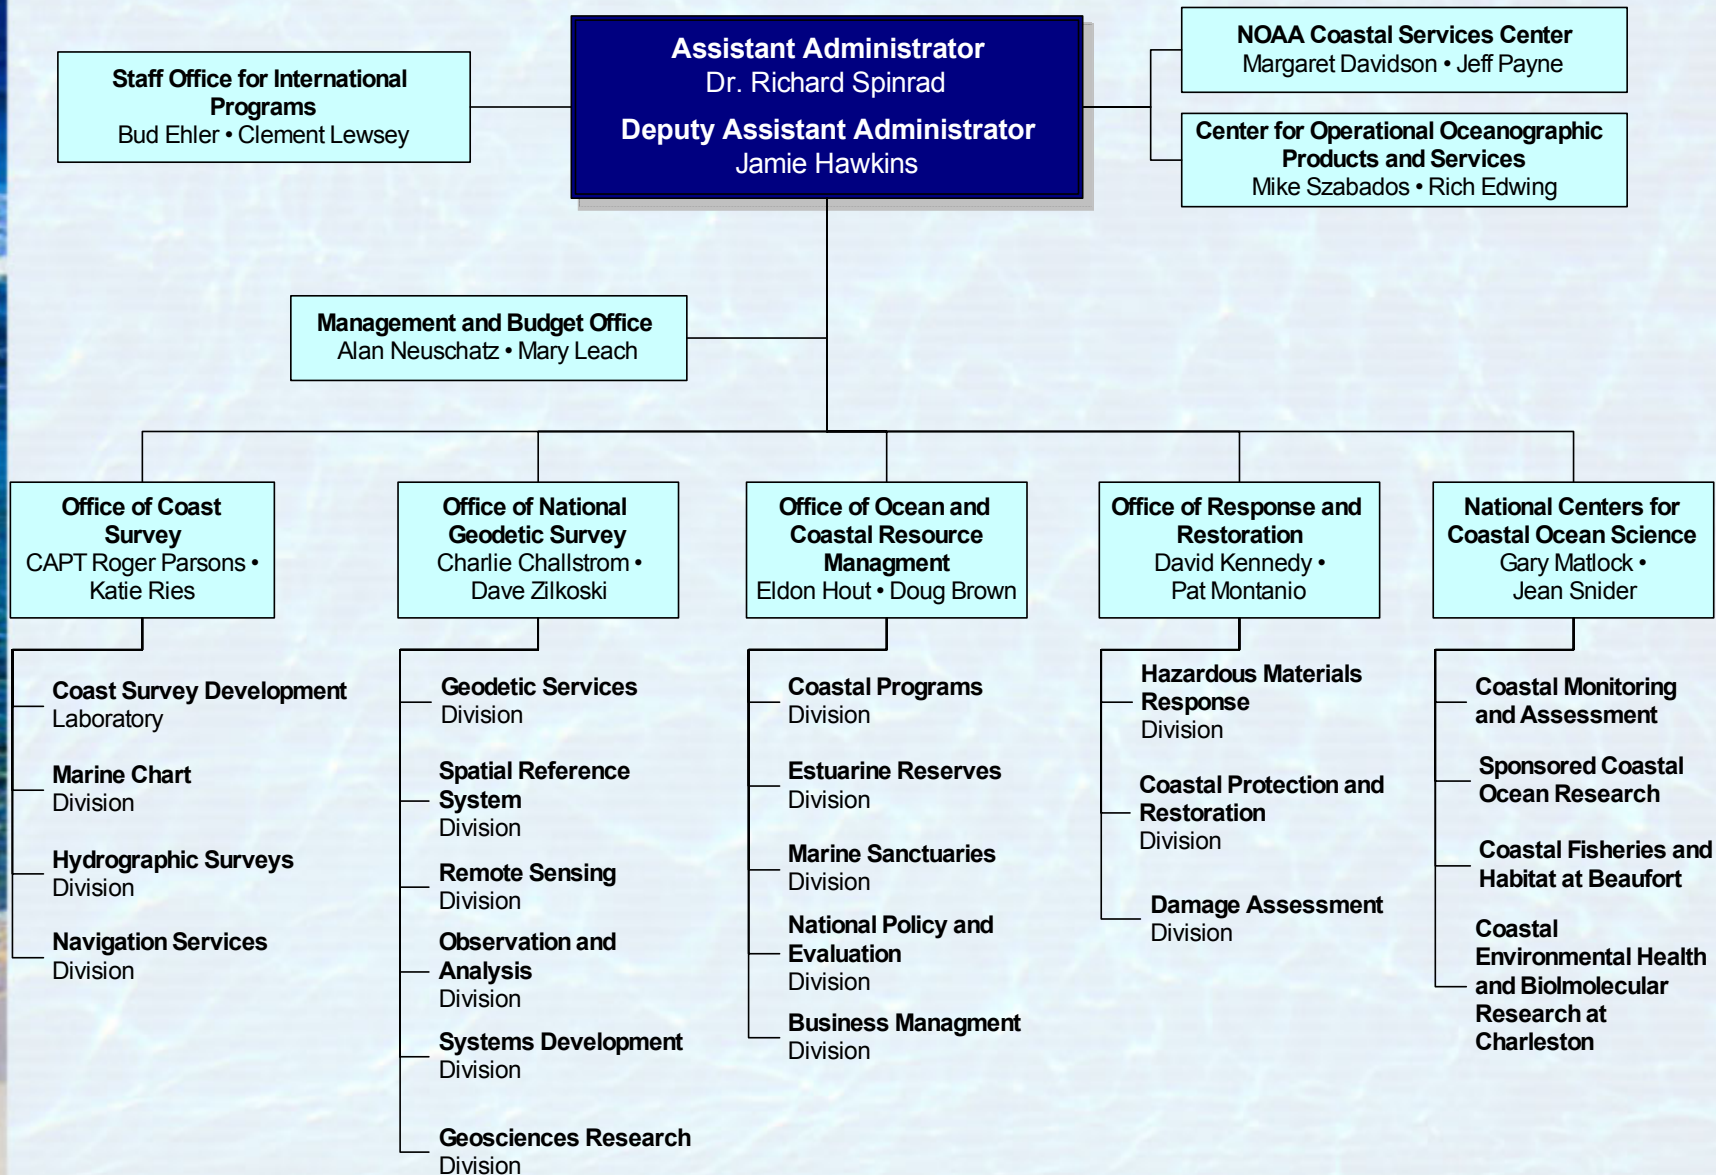 Assistant Administrator
Dr. Richard Spinrad
Deputy Assistant Administrator
Jamie Hawkins
Staff Office for International
Programs
Bud Ehler • Clement Lewsey
NOAA Coastal Services Center
Margaret Davidson • Jeff Payne
Center for Operational Oceanographic
Products and Services
Mike Szabados • Rich Edwing
Management and Budget Office
Alan Neuschatz • Mary Leach
Office of Coast
Survey
CAPT Roger Parsons •
Katie Ries
Coast Survey Development
Laboratory
Marine Chart
Division
Hydrographic Surveys
Division
Navigation Services
Division
Office of National
Geodetic Survey
Charlie Challstrom •
Dave Zilkoski
Geodetic Services
Division
Spatial Reference
System
Division
Remote Sensing
Division
Observation and
Analysis
Division
Systems Development
Division
Geosciences Research
Division
Office of Ocean and
Coastal Resource
Managment
Eldon Hout • Doug Brown
Coastal Programs
Division
Estuarine Reserves
Division
Marine Sanctuaries
Division
National Policy and
Evaluation
Division
Business Managment
Division
Office of Response and
Restoration
David Kennedy •
Pat Montanio
Hazardous Materials
Response
Division
Coastal Protection and
Restoration
Division
Damage Assessment
Division
National Centers for
Coastal Ocean Science
Gary Matlock •
Jean Snider
Coastal Monitoring
and Assessment
Sponsored Coastal
Ocean Research
Coastal Fisheries and
Habitat at Beaufort
Coastal
Environmental Health
and Biolmolecular
Research at
Charleston